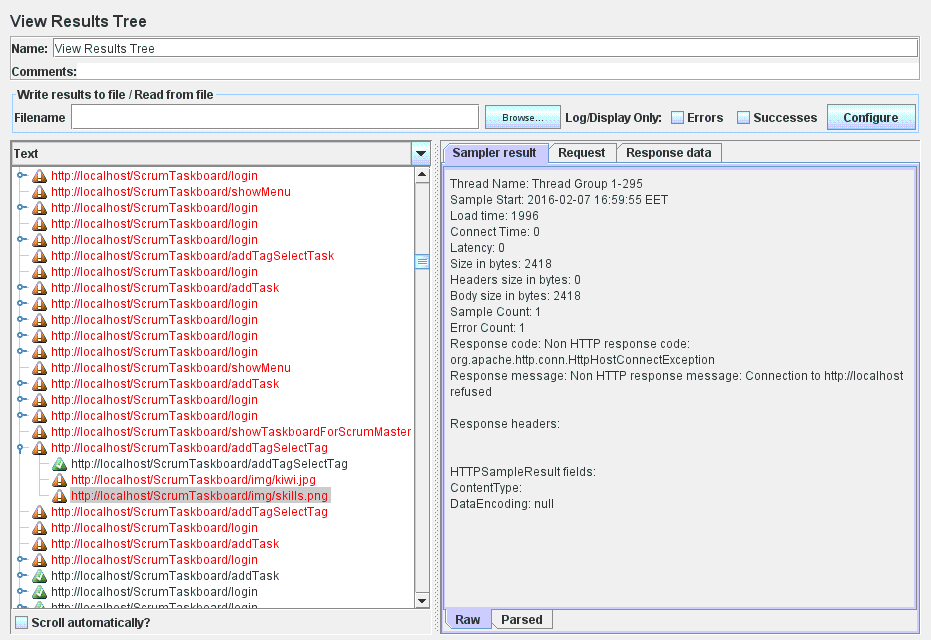 View Results Tree
Name: View Results Tree
Comments:
Write results to file / Read from file
Filename Browse... Log/Display Only: Errors Successes Configure
Text
http://localhost/ScrumTaskboard/login
http://localhost/ScrumTaskboard/showMenu
http://localhost/ScrumTaskboard/login
http://localhost/ScrumTaskboard/login
http://localhost/ScrumTaskboard/login
http://localhost/ScrumTaskboard/addTagSelectTask
http://localhost/ScrumTaskboard/login
http://localhost/ScrumTaskboard/addTask
http://localhost/ScrumTaskboard/login
http://localhost/ScrumTaskboard/login
http://localhost/ScrumTaskboard/login
http://localhost/ScrumTaskboard/login
http://localhost/ScrumTaskboard/showMenu
http://localhost/ScrumTaskboard/addTask
http://localhost/ScrumTaskboard/login
http://localhost/ScrumTaskboard/login
http://localhost/ScrumTaskboard/showTaskboardForScrumMaster
http://localhost/ScrumTaskboard/addTagSelectTag
http://localhost/ScrumTaskboard/addTagSelectTag
http://localhost/ScrumTaskboard/img/kiwi.jpg
http://localhost/ScrumTaskboard/img/skills.png
http://localhost/ScrumTaskboard/addTagSelectTag
http://localhost/ScrumTaskboard/login
http://localhost/ScrumTaskboard/addTask
http://localhost/ScrumTaskboard/login
http://localhost/ScrumTaskboard/addTask
http://localhost/ScrumTaskboard/login
http://localhost/ScrumTaskboard/login
Scroll automatically?
Sampler result Request Response data
Thread Name: Thread Group 1-295
Sample Start: 2016-02-07 16:59:55 EET
Load time: 1996
Connect Time: 0
Latency: 0
Size in bytes: 2418
Headers size in bytes: 0
Body size in bytes: 2418
Sample Count: 1
Error Count: 1
Response code: Non HTTP response code:
org.apache.http.conn.HttpHostConnectException
Response message: Non HTTP response message: Connection to http://localhost
refused
Response headers:
HTTPSampleResult fields:
ContentType:
DataEncoding: null
Raw Parsed